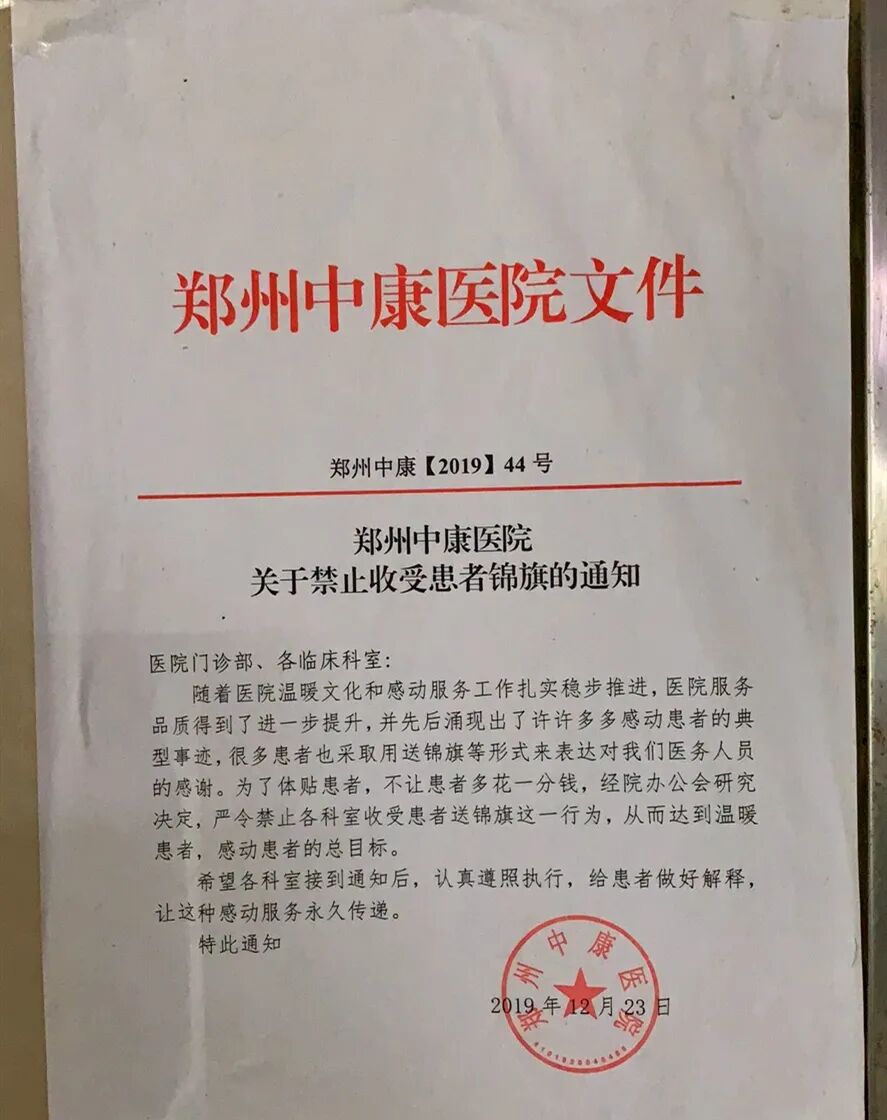 郑州中康医院文件
郑州中康【2019】44号
郑州中康医院
关于禁止收受患者锦旗的通知
医院门诊部、各临床科室：
随着医院温暖文化和感动服务工作扎实稳步推进，医院服务
品质得到了进一步提升，并先后涌现出了许许多多感动患者的典
型事迹，很多患者也采取用送锦旗等形式来表达对我们医务人员
的感谢。为了体贴患者，不让患者多花一分钱，经院办公会研究
决定，严令禁止各科室收受患者送锦旗这一行为，从而达到温暖
患者，感动患者的总目标。
希望各科室接到通知后，认真遵照执行，给患者做好解释，
让这种感动服务永久传递。
特此通知
郑州中康医院
2019年12月23日